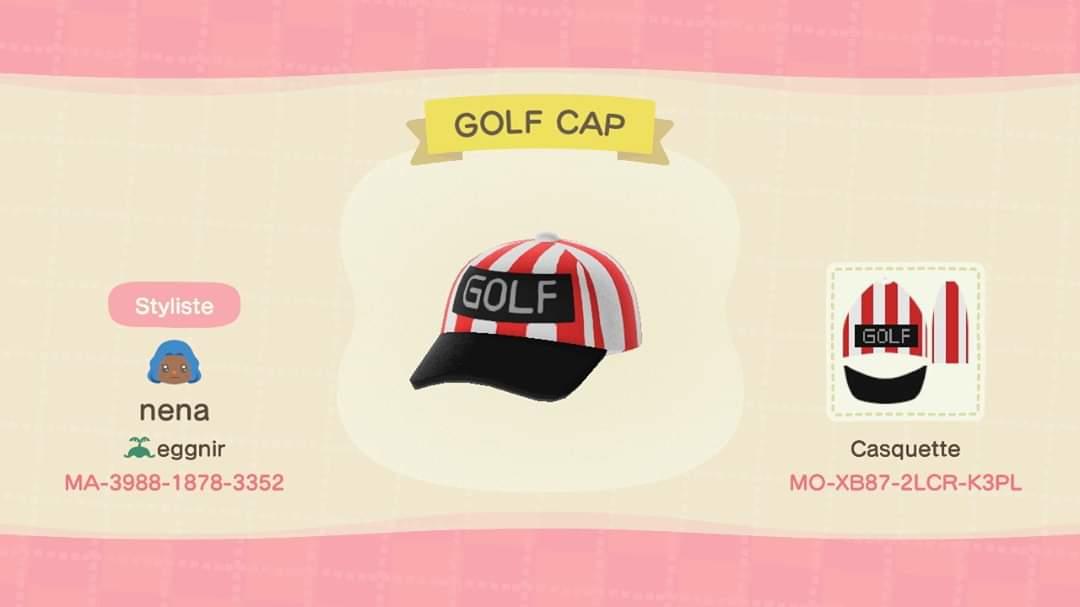 GOLF CAP
GOLF
Styliste
nena
eggnir
MA-3988-1878-3352
GOLF
Casquette
MO-XB87-2LCR-K3PL